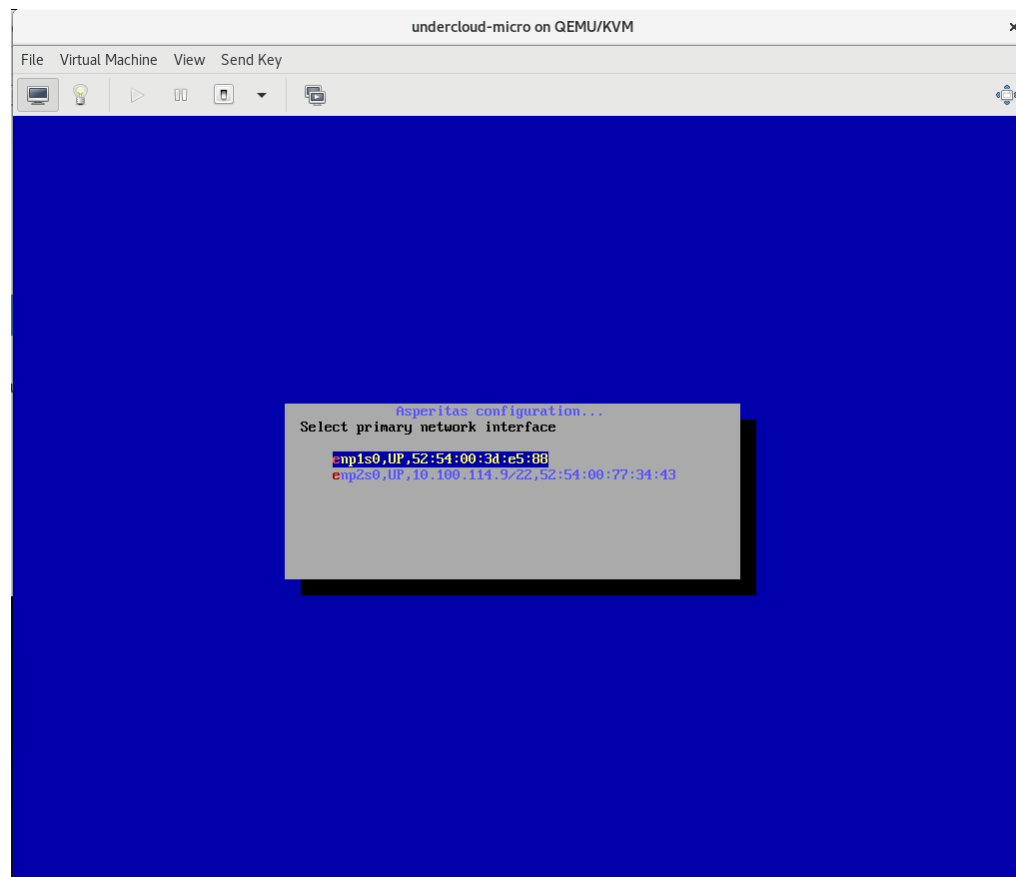 undercloud-micro on QEMU/KVM
File Virtual Machine View Send Key
Asperitas configuration...
Select primary network interface
enp1s0,UP,52:54:00:3d:e5:88
enp2s0,UP,10.100.114.9/22,52:54:00:77:34:43